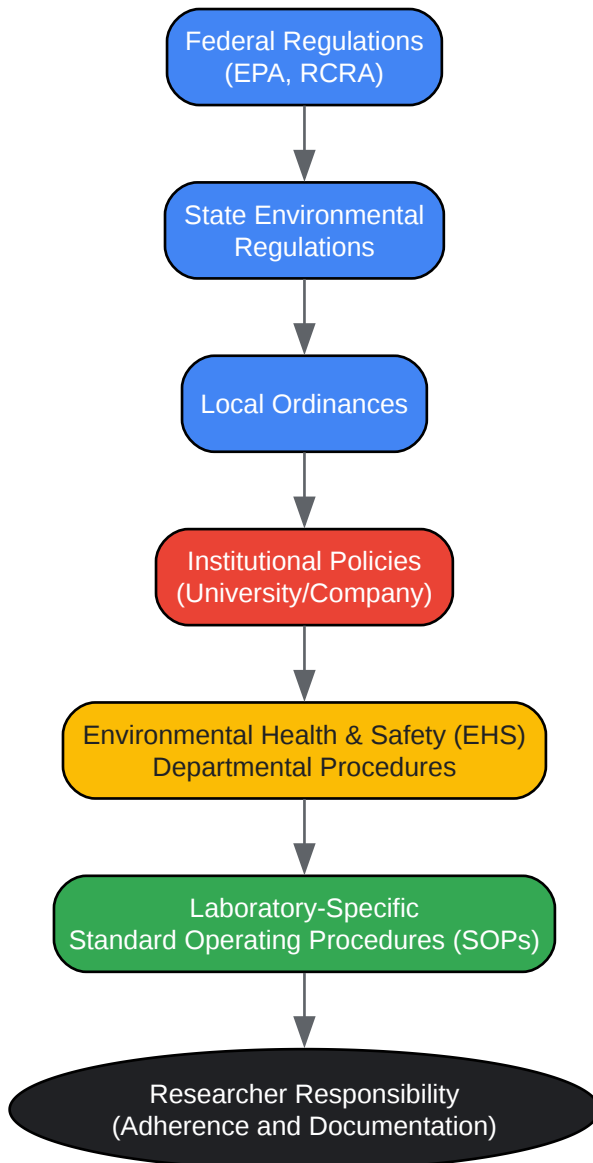 Federal Regulations
(EPA, RCRA)
State Environmental
Regulations
Local Ordinances
Institutional Policies
(University/Company)
Environmental Health & Safety (EHS)
Departmental Procedures
Laboratory-Specific
Standard Operating Procedures (SOPs)
Researcher Responsibility
(Adherence and Documentation)